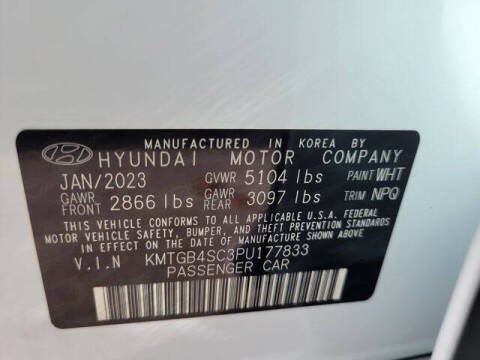 MANUFACTURED IN KOREA BY
HYUNDAI MOTOR COMPANY
JAN/2023 GVWR 5104 lbs PAINT WHT
GAWR FRONT 2866 lbs GAWR REAR 3097 lbs TRIM NPQ
THIS VEHICLE CONFORMS TO ALL APPLICABLE U.S.A. FEDERAL
MOTOR VEHICLE SAFETY, BUMPER, AND THEFT PREVENTION STANDARDS
IN EFFECT ON THE DATE OF MANUFACTURE SHOWN ABOVE.
V.I.N KMTGB4SC3PU177833
PASSENGER CAR